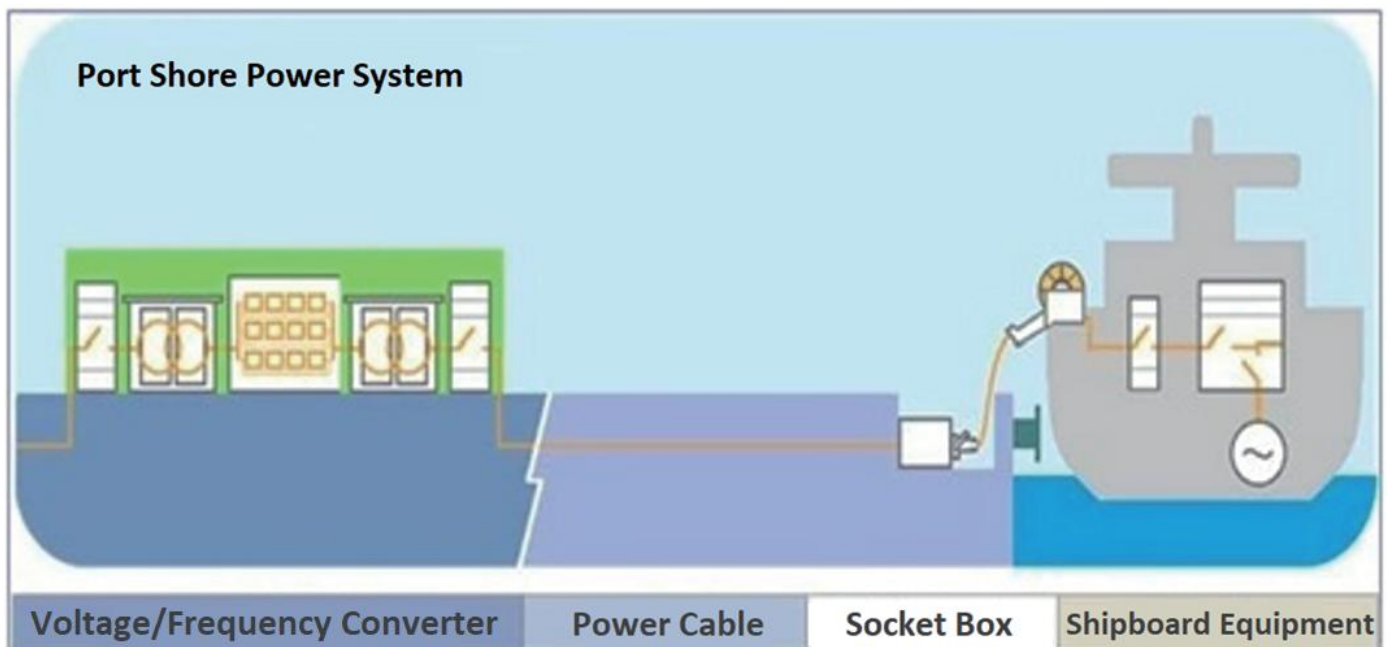 Port Shore Power System
Voltage/Frequency Converter
Power Cable
Socket Box
Shipboard Equipment